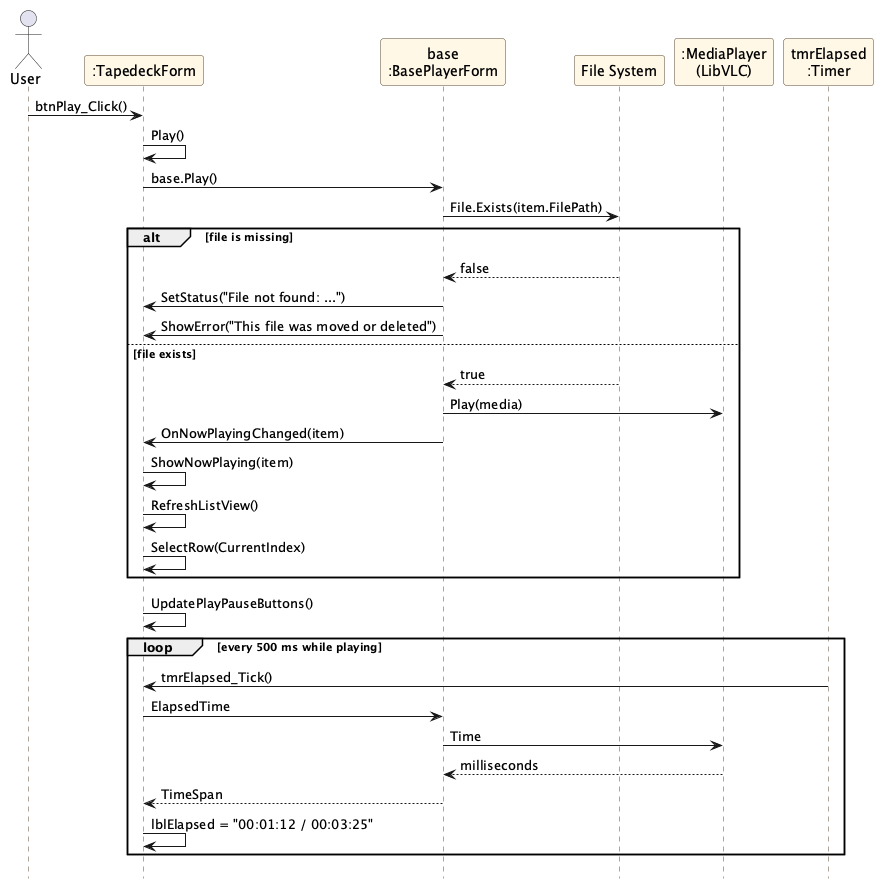 User
:TapedeckForm
base
:BasePlayerForm
File System
:MediaPlayer
(LibVLC)
tmrElapsed
:Timer
btnPlay_Click()
Play()
base.Play()
File.Exists(item.FilePath)
alt [file is missing]
false
SetStatus("File not found: ...")
ShowError("This file was moved or deleted")
[file exists]
true
Play(media)
OnNowPlayingChanged(item)
ShowNowPlaying(item)
RefreshListView()
SelectRow(CurrentIndex)
UpdatePlayPauseButtons()
loop [every 500 ms while playing]
tmrElapsed_Tick()
ElapsedTime
Time
milliseconds
TimeSpan
lblElapsed = "00:01:12 / 00:03:25"